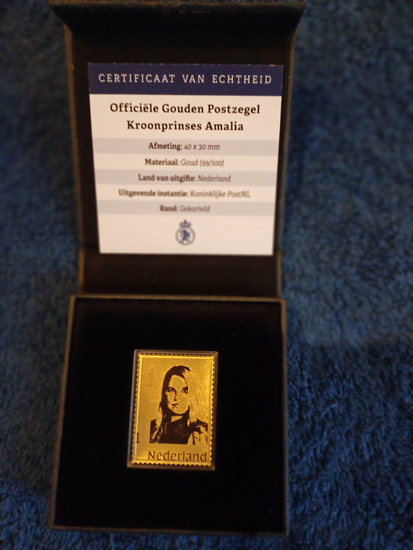 CERTIFICAAT VAN ECHTHEID
Officiële Gouden Postzegel
Kroonprinses Amalia
Afmeting: 40 x 30 mm
Materiaal: Goud (99/100)
Land van uitgifte: Nederland
Uitgevende instantie: Koninklijke PostNL
Rand: Gekarteld
1
Nederland